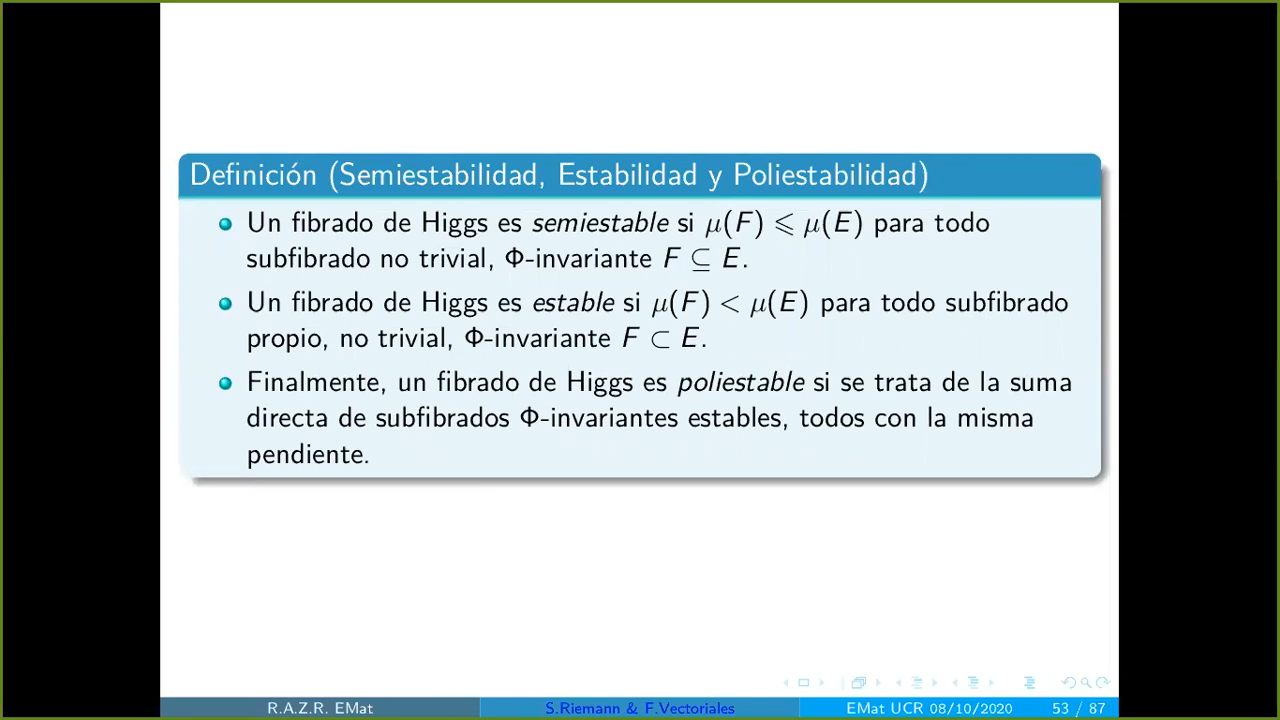 Definición (Semiestabilidad, Estabilidad y Poliestabilidad)
Un fibrado de Higgs es semiestable si μ(F) ⩽ μ(E) para todo
subfibrado no trivial, Φ-invariante F ⊆ E.
Un fibrado de Higgs es estable si μ(F) < μ(E) para todo subfibrado
propio, no trivial, Φ-invariante F ⊂ E.
Finalmente, un fibrado de Higgs es poliestable si se trata de la suma
directa de subfibrados Φ-invariantes estables, todos con la misma
pendiente.
R.A.Z.R. EMat S.Riemann & F.Vectoriales EMat UCR 08/10/2020 53 / 87